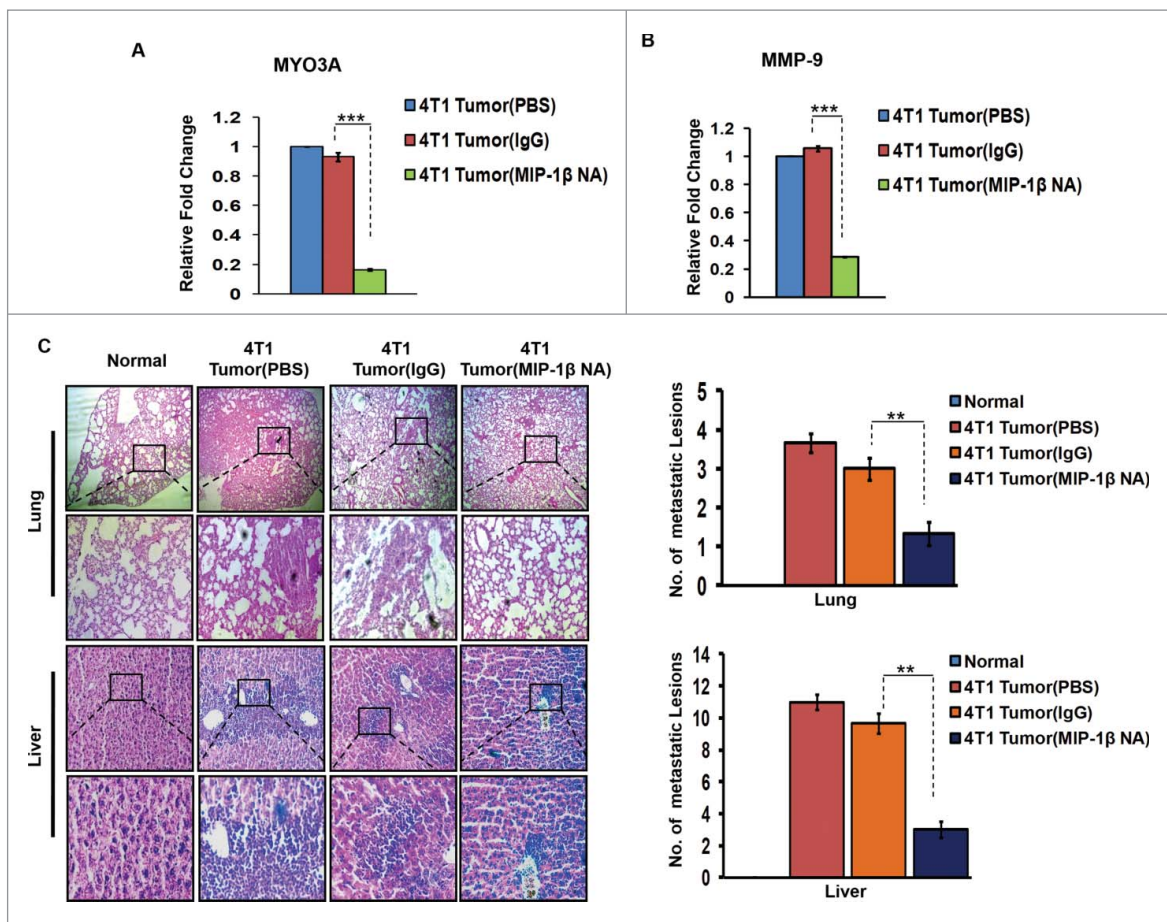 A
MYO3A
Relative Fold Change
1.2
1
0.8
0.6
0.4
0.2
0
***
4T1 Tumor(PBS)
4T1 Tumor(IgG)
4T1 Tumor(MIP-1β NA)
B
MMP-9
Relative Fold Change
1.2
1
0.8
0.6
0.4
0.2
0
***
4T1 Tumor(PBS)
4T1 Tumor(IgG)
4T1 Tumor(MIP-1β NA)
C
Normal
4T1
Tumor(PBS)
4T1
Tumor(IgG)
4T1
Tumor(MIP-1β NA)
Lung
Liver
No. of metastatic Lesions
5
4
3
2
1
0
**
Lung
Normal
4T1 Tumor(PBS)
4T1 Tumor(IgG)
4T1 Tumor(MIP-1β NA)
No. of metastatic Lesions
14
12
10
8
6
4
2
0
**
Liver
Normal
4T1 Tumor(PBS)
4T1 Tumor(IgG)
4T1 Tumor(MIP-1β NA)